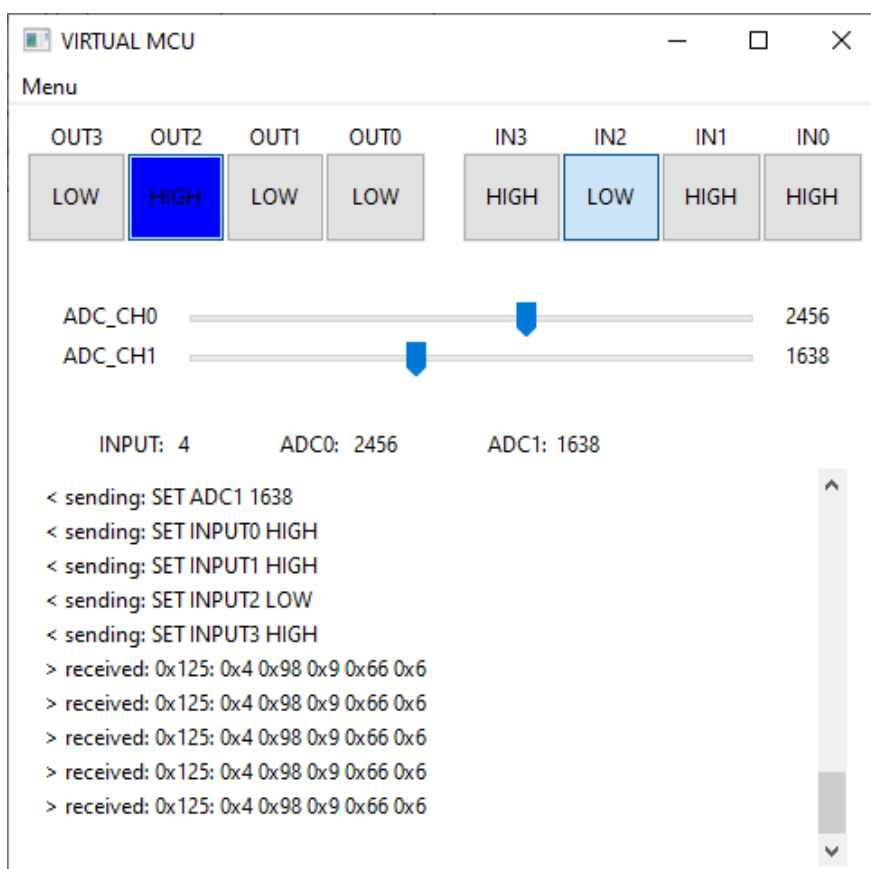 VIRTUAL MCU
Menu
OUT3 OUT2 OUT1 OUT0 IN3 IN2 IN1 IN0
LOW HIGH LOW LOW HIGH LOW HIGH HIGH
ADC_CH0 2456
ADC_CH1 1638
INPUT: 4 ADC0: 2456 ADC1: 1638
< sending: SET ADC1 1638
< sending: SET INPUT0 HIGH
< sending: SET INPUT1 HIGH
< sending: SET INPUT2 LOW
< sending: SET INPUT3 HIGH
> received: 0x125: 0x4 0x98 0x9 0x66 0x6
> received: 0x125: 0x4 0x98 0x9 0x66 0x6
> received: 0x125: 0x4 0x98 0x9 0x66 0x6
> received: 0x125: 0x4 0x98 0x9 0x66 0x6
> received: 0x125: 0x4 0x98 0x9 0x66 0x6